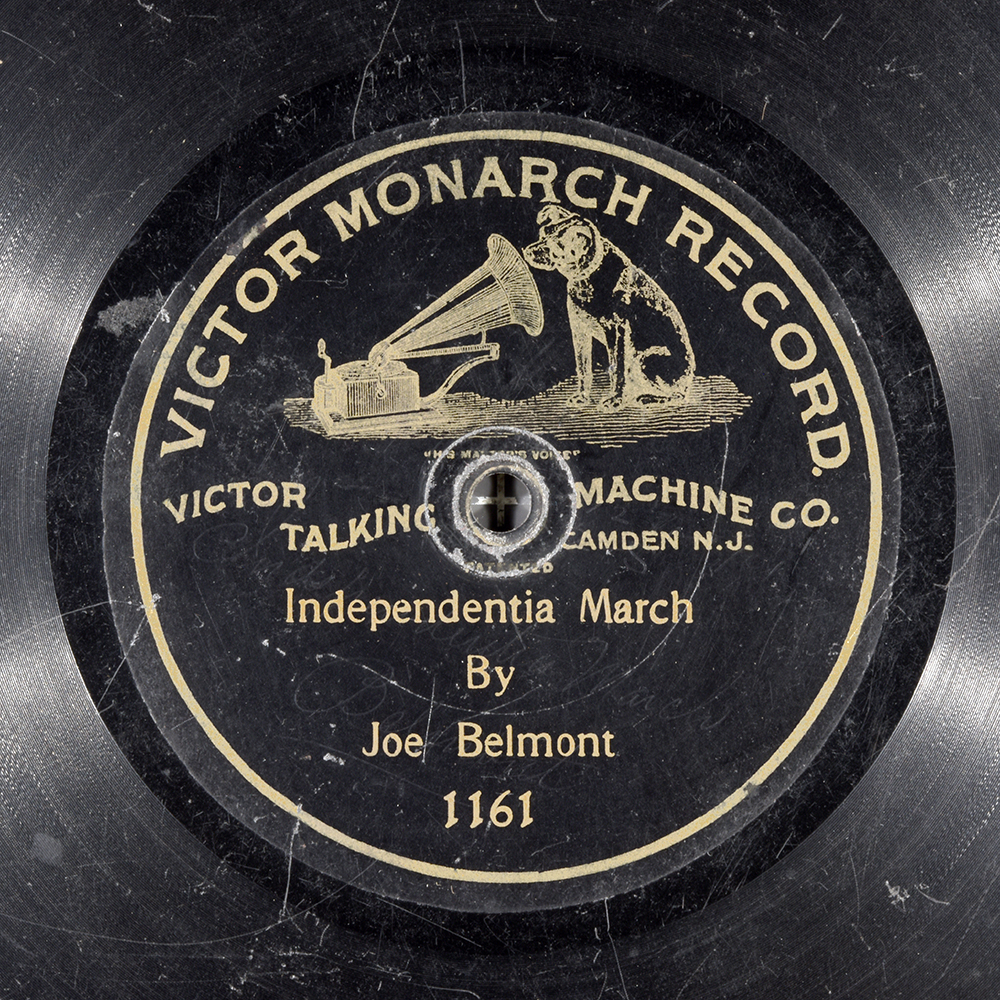 VICTOR MONARCH RECORD.
"HIS MASTER'S VOICE"
VICTOR TALKING MACHINE CO.
CAMDEN N.J.
PATENTED
Independentia March
By
Joe Belmont
1161